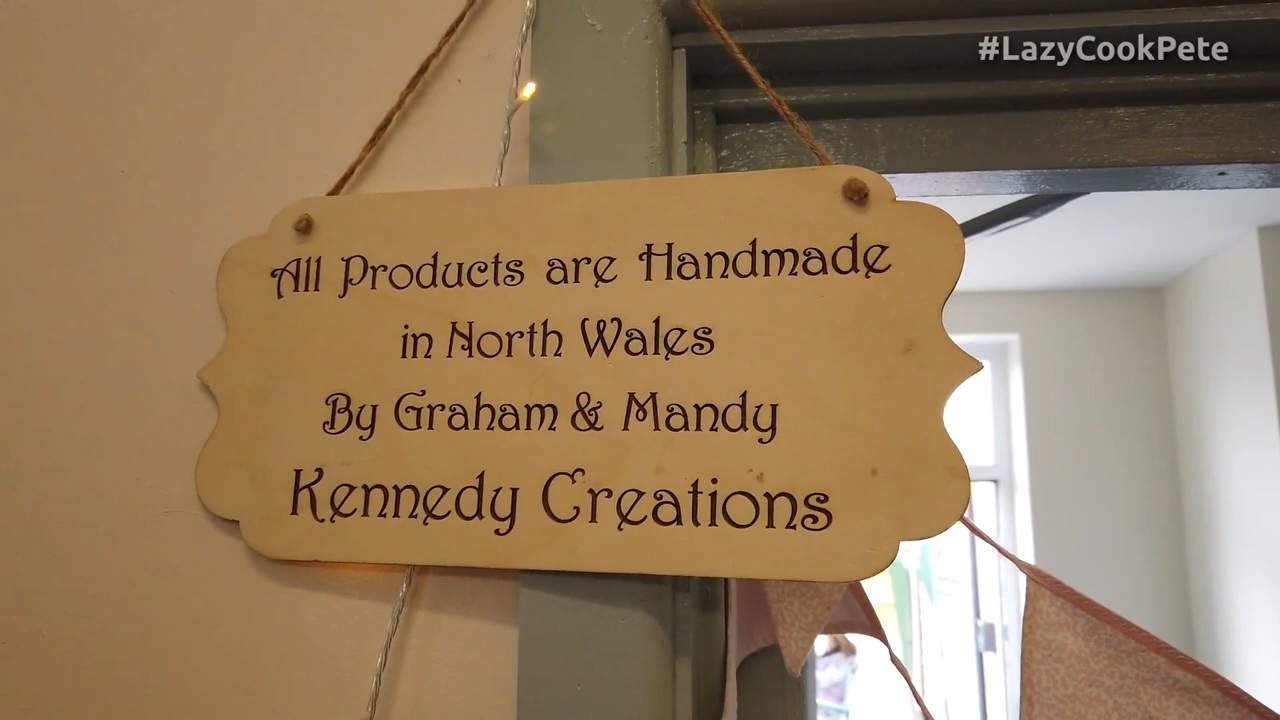 #LazyCookPete
All Products are Handmade
in North Wales
By Graham & Mandy
Kennedy Creations